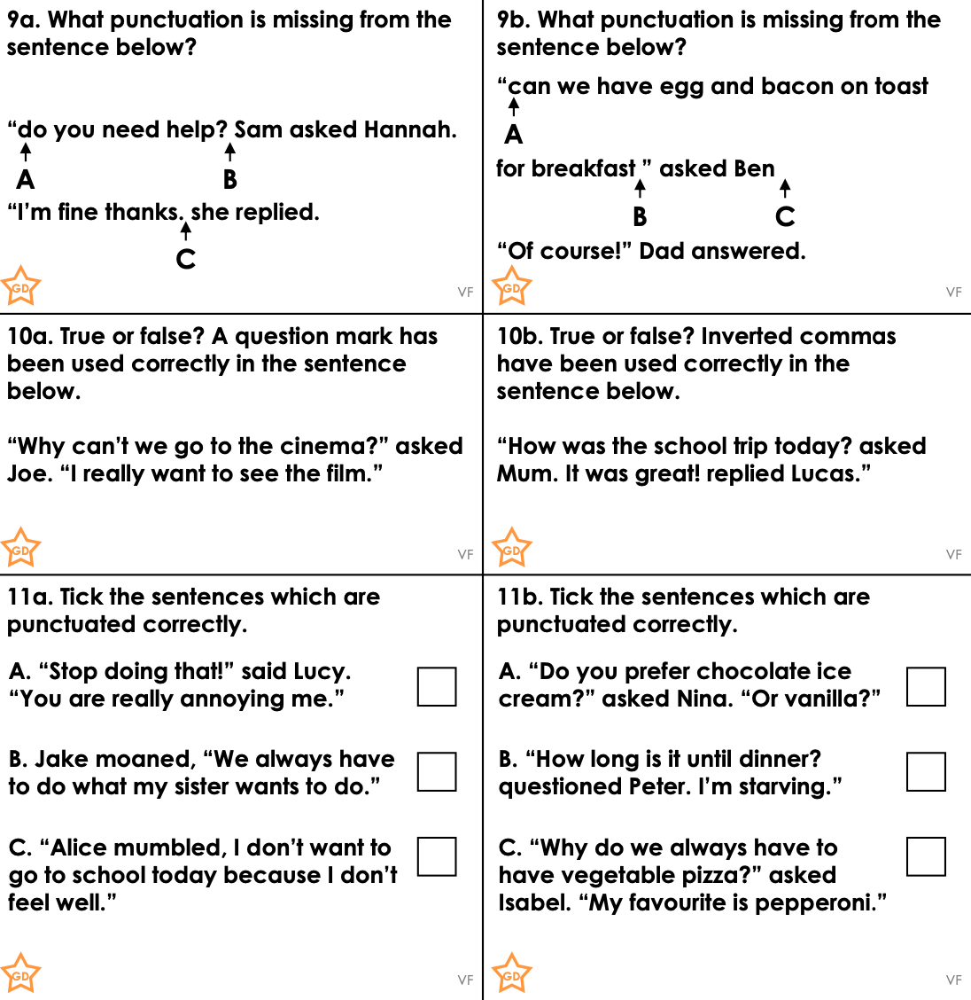 9a. What punctuation is missing from the
sentence below?
“do you need help? Sam asked Hannah.
A
B
“I’m fine thanks. she replied.
C
GD
VF
9b. What punctuation is missing from the
sentence below?
“can we have egg and bacon on toast
A
for breakfast ” asked Ben
B
C
“Of course!” Dad answered.
GD
VF
10a. True or false? A question mark has
been used correctly in the sentence
below.
“Why can’t we go to the cinema?” asked
Joe. “I really want to see the film.”
GD
VF
10b. True or false? Inverted commas
have been used correctly in the
sentence below.
“How was the school trip today? asked
Mum. It was great! replied Lucas.”
GD
VF
11a. Tick the sentences which are
punctuated correctly.
A. “Stop doing that!” said Lucy.
“You are really annoying me.”
B. Jake moaned, “We always have
to do what my sister wants to do.”
C. “Alice mumbled, I don’t want to
go to school today because I don’t
feel well.”
GD
VF
11b. Tick the sentences which are
punctuated correctly.
A. “Do you prefer chocolate ice
cream?” asked Nina. “Or vanilla?”
B. “How long is it until dinner?
questioned Peter. I’m starving.”
C. “Why do we always have to
have vegetable pizza?” asked
Isabel. “My favourite is pepperoni.”
GD
VF